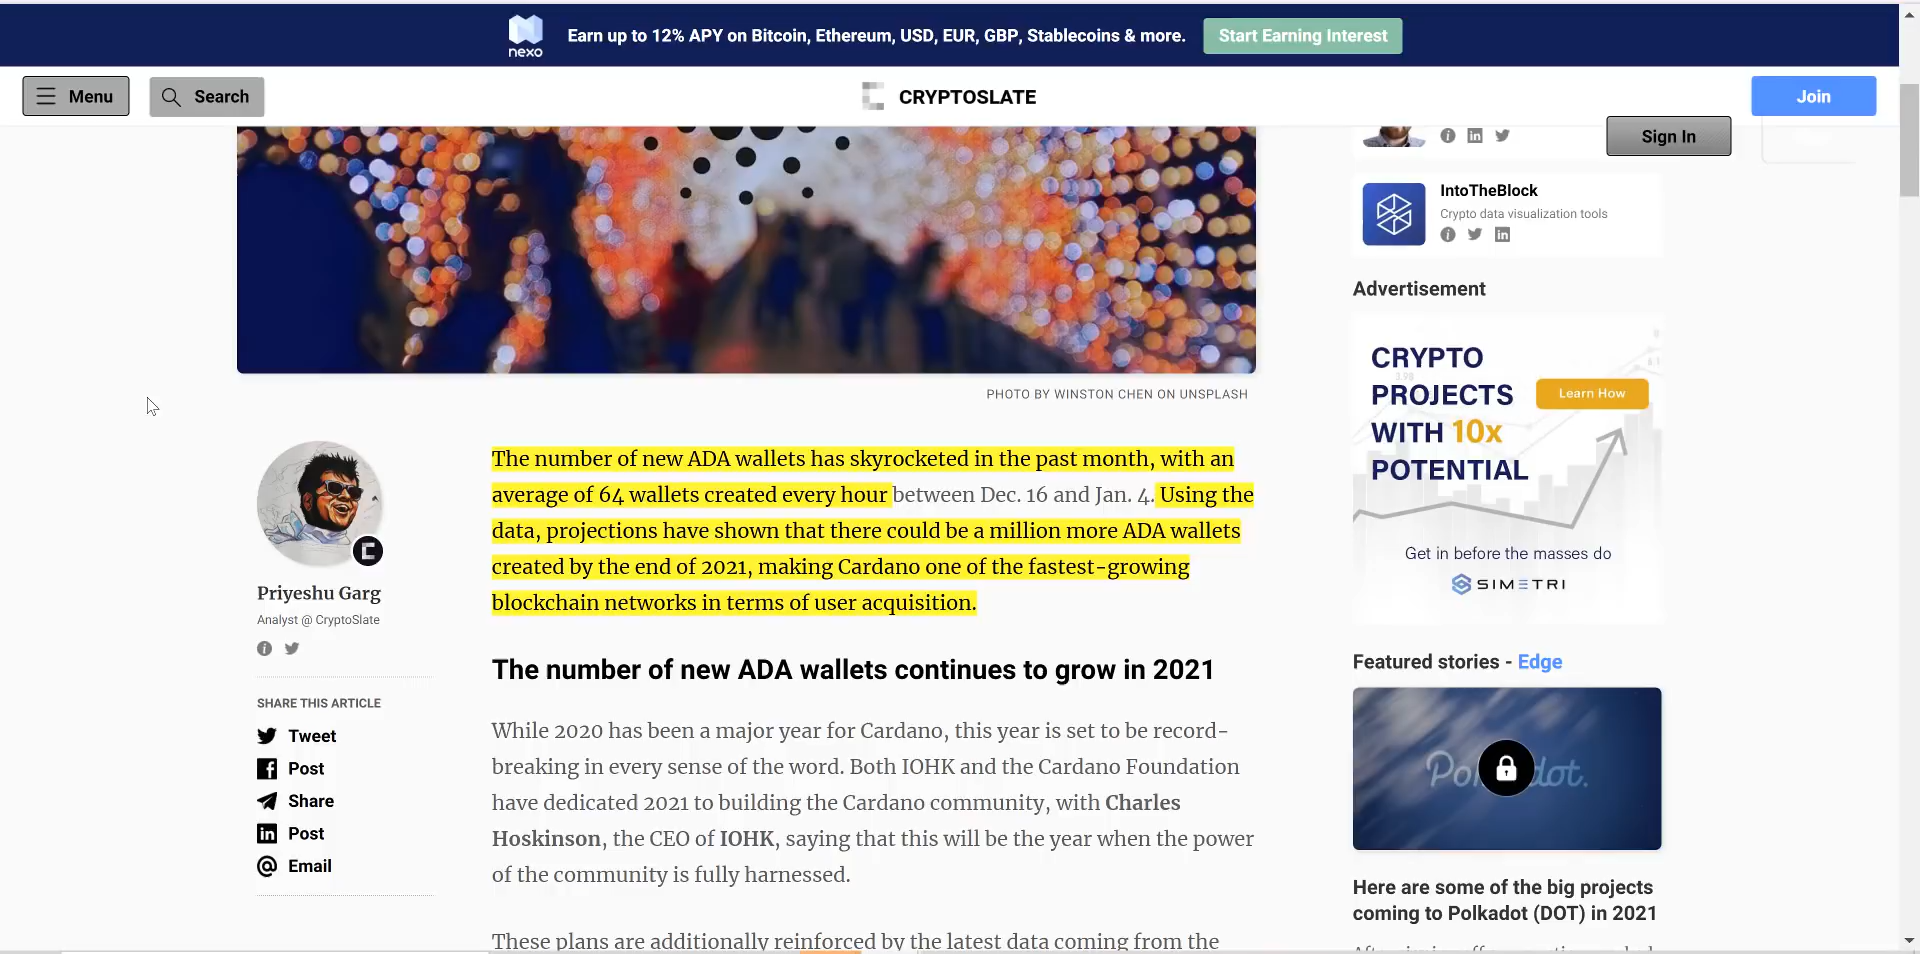 nexo
Earn up to 12% APY on Bitcoin, Ethereum, USD, EUR, GBP, Stablecoins & more.
Start Earning Interest
Menu
Search
CRYPTOSLATE
Join
Sign In
IntoTheBlock
Crypto data visualization tools
Advertisement
CRYPTO
PROJECTS
WITH 10x
POTENTIAL
Learn How
Get in before the masses do
SIMETRI
PHOTO BY WINSTON CHEN ON UNSPLASH
Priyeshu Garg
Analyst @ CryptoSlate
SHARE THIS ARTICLE
Tweet
Post
Share
Post
Email
The number of new ADA wallets has skyrocketed in the past month, with an
average of 64 wallets created every hour between Dec. 16 and Jan. 4. Using the
data, projections have shown that there could be a million more ADA wallets
created by the end of 2021, making Cardano one of the fastest-growing
blockchain networks in terms of user acquisition.
The number of new ADA wallets continues to grow in 2021
While 2020 has been a major year for Cardano, this year is set to be record-
breaking in every sense of the word. Both IOHK and the Cardano Foundation
have dedicated 2021 to building the Cardano community, with Charles
Hoskinson, the CEO of IOHK, saying that this will be the year when the power
of the community is fully harnessed.
These plans are additionally reinforced by the latest data coming from the
Featured stories - Edge
Here are some of the big projects
coming to Polkadot (DOT) in 2021